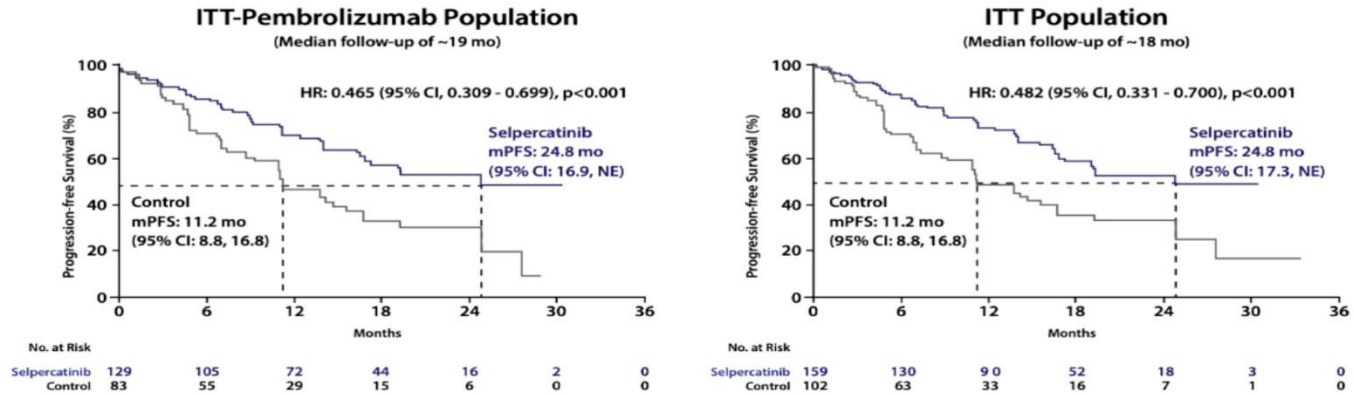 ITT-Pembrolizumab Population
(Median follow-up of ~19 mo)
HR: 0.465 (95% CI, 0.309 - 0.699), p<0.001
Selpercatinib
mPFS: 24.8 mo
(95% CI: 16.9, NE)
Control
mPFS: 11.2 mo
(95% CI: 8.8, 16.8)
Progression-free Survival (%)
100
80
60
40
20
0
0 6 12 18 24 30 36
Months
No. at Risk
Selpercatinib 129 105 72 44 16 2 0
Control 83 55 29 15 6 0 0
ITT Population
(Median follow-up of ~18 mo)
HR: 0.482 (95% CI, 0.331 - 0.700), p<0.001
Selpercatinib
mPFS: 24.8 mo
(95% CI: 17.3, NE)
Control
mPFS: 11.2 mo
(95% CI: 8.8, 16.8)
Progression-free Survival (%)
100
80
60
40
20
0
0 6 12 18 24 30 36
Months
No. at Risk
Selpercatinib 159 130 90 52 18 3 0
Control 102 63 33 16 7 1 0